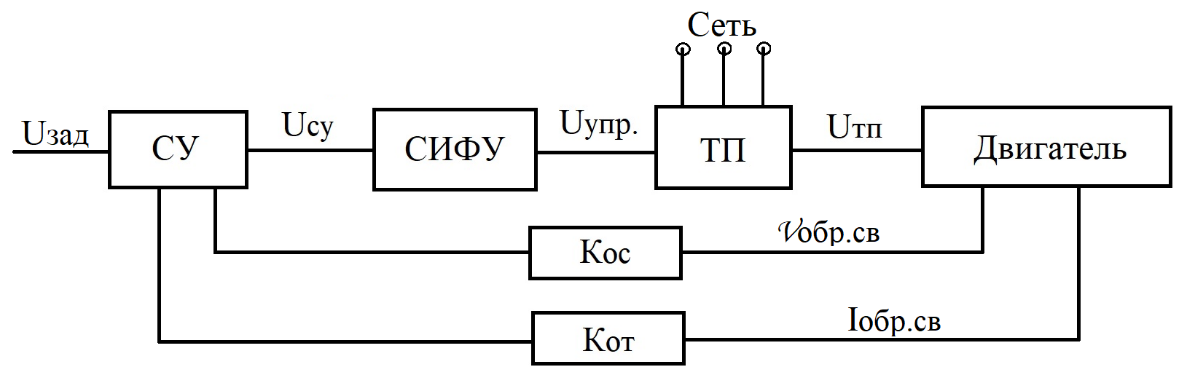 Сеть
Uзад
СУ
Uсу
СИФУ
Uупр.
ТП
Uтп
Двигатель
Кос
Vобр.св
Кот
Iобр.св